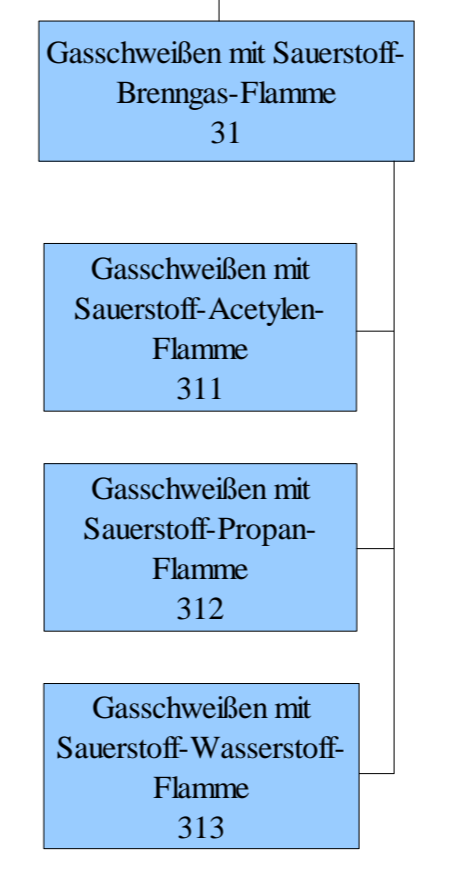 Gasschweißen mit Sauerstoff-
Brenngas-Flamme
31
Gasschweißen mit
Sauerstoff-Acetylen-
Flamme
311
Gasschweißen mit
Sauerstoff-Propan-
Flamme
312
Gasschweißen mit
Sauerstoff-Wasserstoff-
Flamme
313